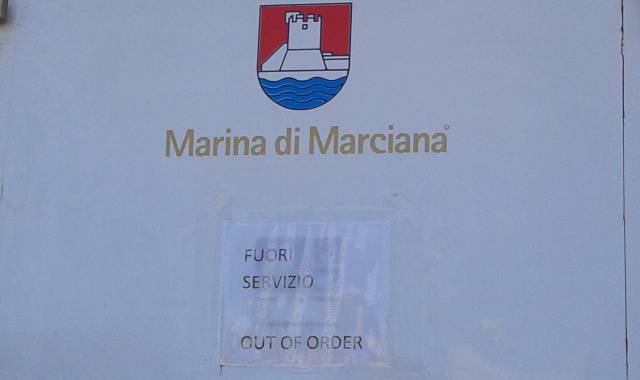 Marina di Marciana
FUORI
SERVIZIO
OUT OF ORDER